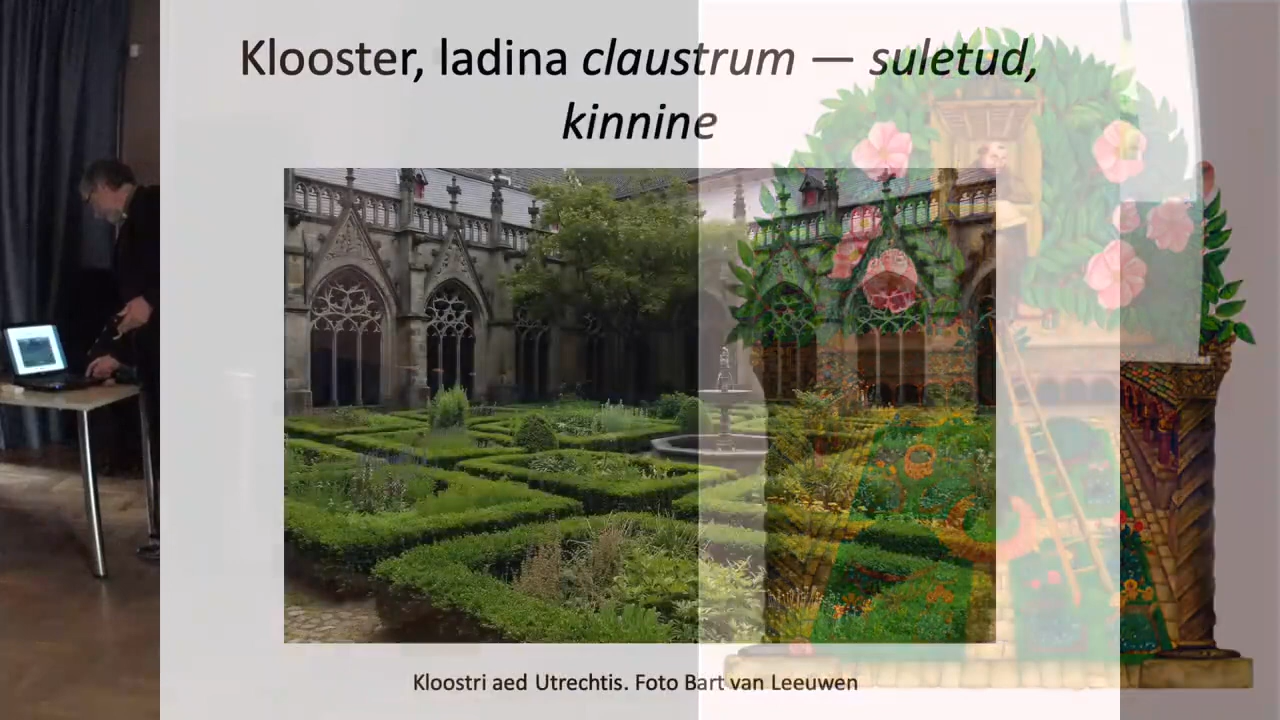 Klooster, ladina claustrum — suletud,
kinnine
Kloostri aed Utrechtis. Foto Bart van Leeuwen